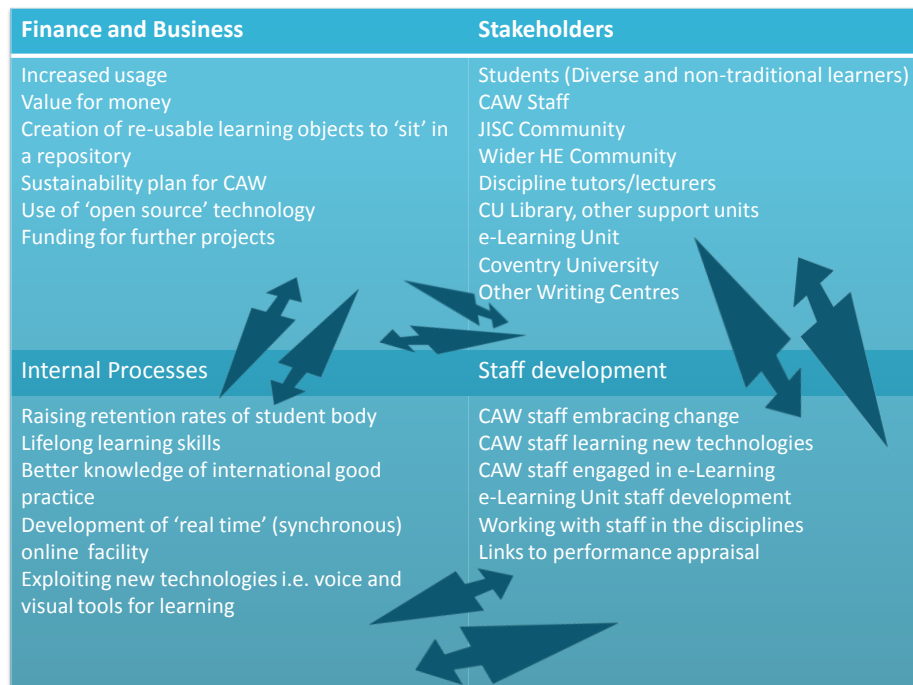 Finance and Business
Stakeholders
Increased usage
Value for money
Creation of re-usable learning objects to ‘sit’ in
a repository
Sustainability plan for CAW
Use of ‘open source’ technology
Funding for further projects
Students (Diverse and non-traditional learners)
CAW Staff
JISC Community
Wider HE Community
Discipline tutors/lecturers
CU Library, other support units
e-Learning Unit
Coventry University
Other Writing Centres
Internal Processes
Staff development
Raising retention rates of student body
Lifelong learning skills
Better knowledge of international good
practice
Development of ‘real time’ (synchronous)
online facility
Exploiting new technologies i.e. voice and
visual tools for learning
CAW staff embracing change
CAW staff learning new technologies
CAW staff engaged in e-Learning
e-Learning Unit staff development
Working with staff in the disciplines
Links to performance appraisal